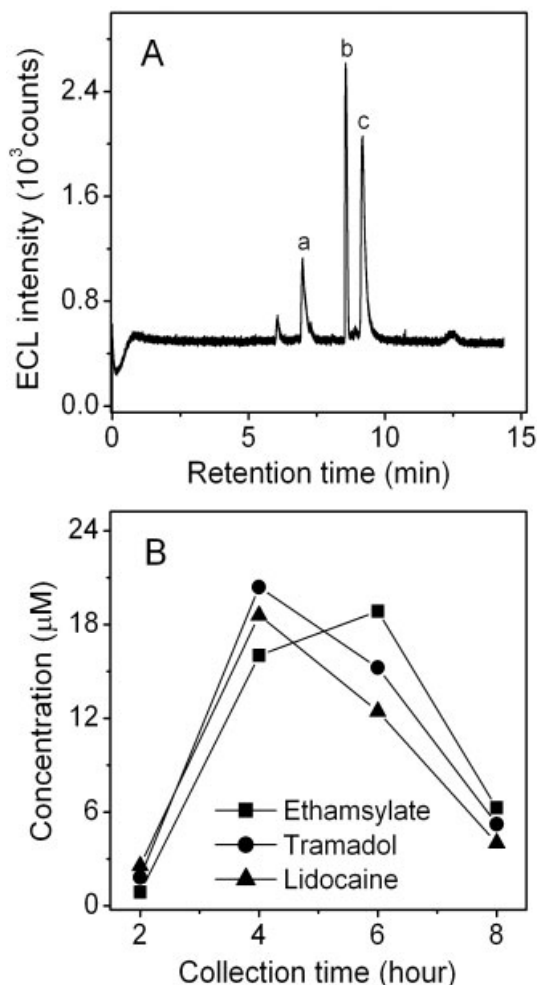 A
b
c
a
ECL intensity (10³counts)
2.4
1.6
0.8
0.0
0
5
10
15
Retention time (min)
B
Concentration (μM)
24
18
12
6
0
Ethamsylate
Tramadol
Lidocaine
2
4
6
8
Collection time (hour)